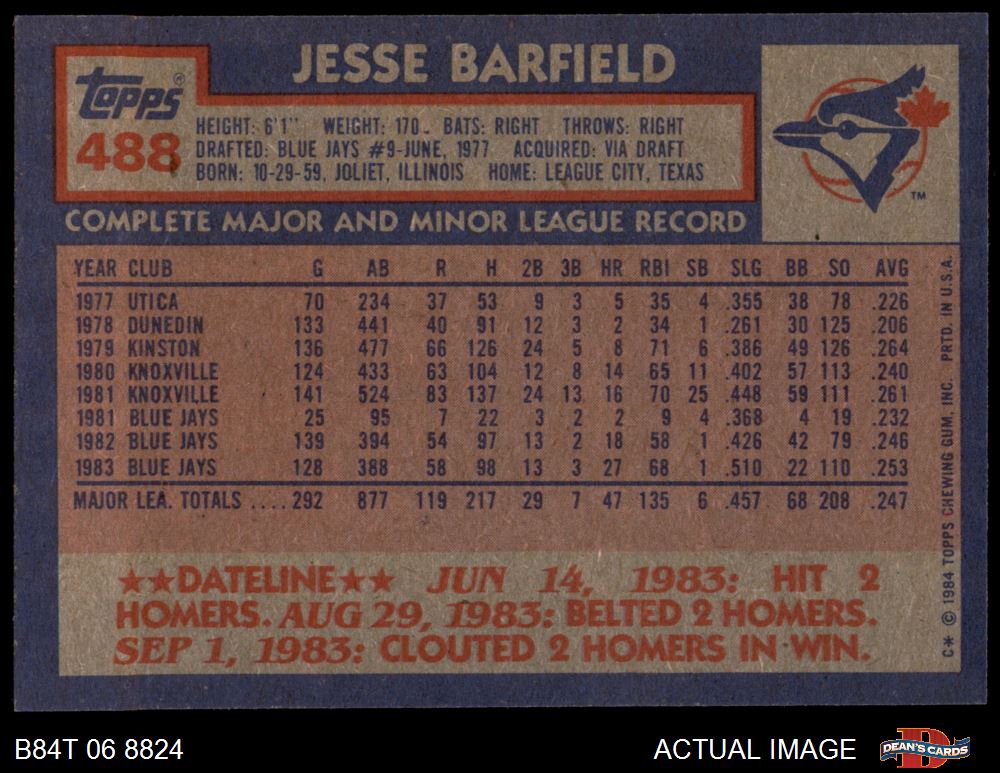 JESSE BARFIELD
Topps®
488
HEIGHT: 6'1" WEIGHT: 170 BATS: RIGHT THROWS: RIGHT
DRAFTED: BLUE JAYS #9-JUNE, 1977 ACQUIRED: VIA DRAFT
BORN: 10-29-59, JOLIET, ILLINOIS HOME: LEAGUE CITY, TEXAS
TM
COMPLETE MAJOR AND MINOR LEAGUE RECORD
YEAR CLUB G AB R H 2B 3B HR RBI SB SLG BB SO AVG
1977 UTICA 70 234 37 53 9 3 5 35 4 .355 38 78 .226
1978 DUNEDIN 133 441 40 91 12 3 2 34 1 .261 30 125 .206
1979 KINSTON 136 477 66 126 24 5 8 71 6 .386 49 126 .264
1980 KNOXVILLE 124 433 63 104 12 8 14 65 11 .402 57 113 .240
1981 KNOXVILLE 141 524 83 137 24 13 16 70 25 .448 59 111 .261
1981 BLUE JAYS 25 95 7 22 3 2 2 9 4 .368 4 19 .232
1982 BLUE JAYS 139 394 54 97 13 2 18 58 1 .426 42 79 .246
1983 BLUE JAYS 128 388 58 98 13 3 27 68 1 .510 22 110 .253
MAJOR LEA. TOTALS ....292 877 119 217 29 7 47 135 6 .457 68 208 .247
★★DATELINE★★ JUN 14, 1983: HIT 2
HOMERS. AUG 29, 1983: BELTED 2 HOMERS.
SEP 1, 1983: CLOUTED 2 HOMERS IN WIN.
C* © 1984 TOPPS CHEWING GUM, INC. PRTD. IN U.S.A.
B84T 06 8824
ACTUAL IMAGE
DEAN'S CARDS